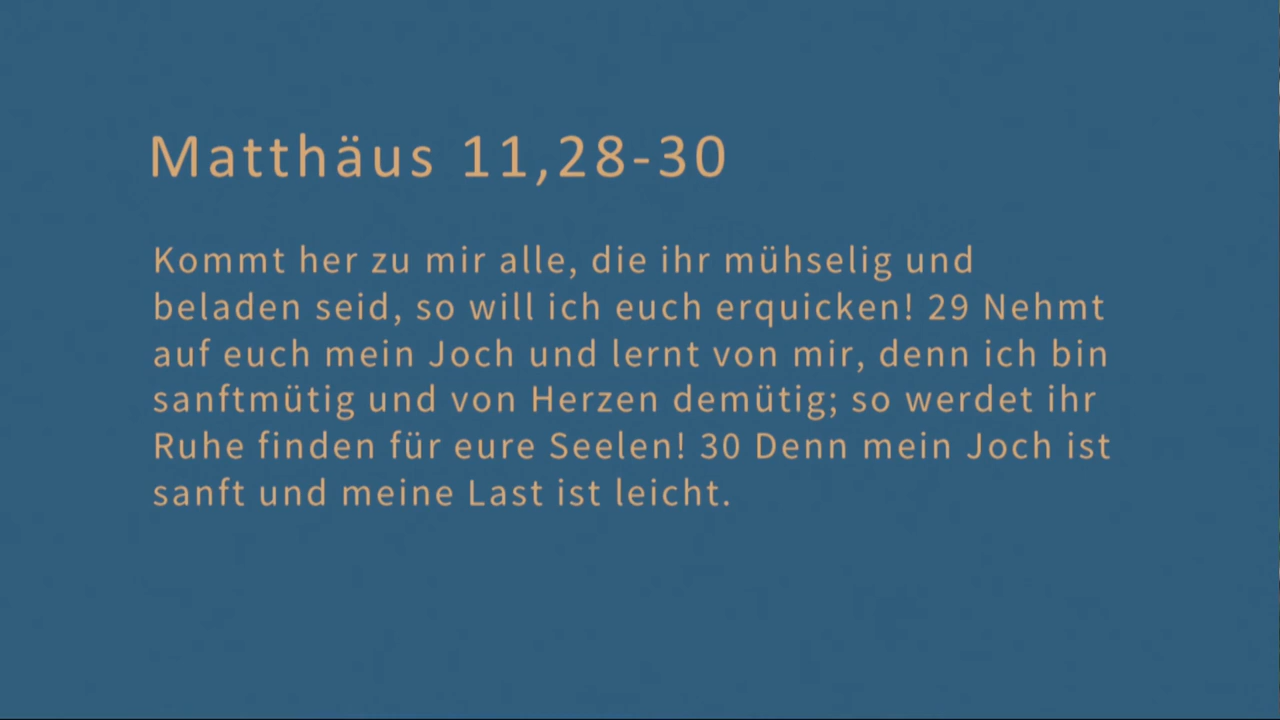 Matthäus 11,28-30
Kommt her zu mir alle, die ihr mühselig und
beladen seid, so will ich euch erquicken! 29 Nehmt
auf euch mein Joch und lernt von mir, denn ich bin
sanftmütig und von Herzen demütig; so werdet ihr
Ruhe finden für eure Seelen! 30 Denn mein Joch ist
sanft und meine Last ist leicht.